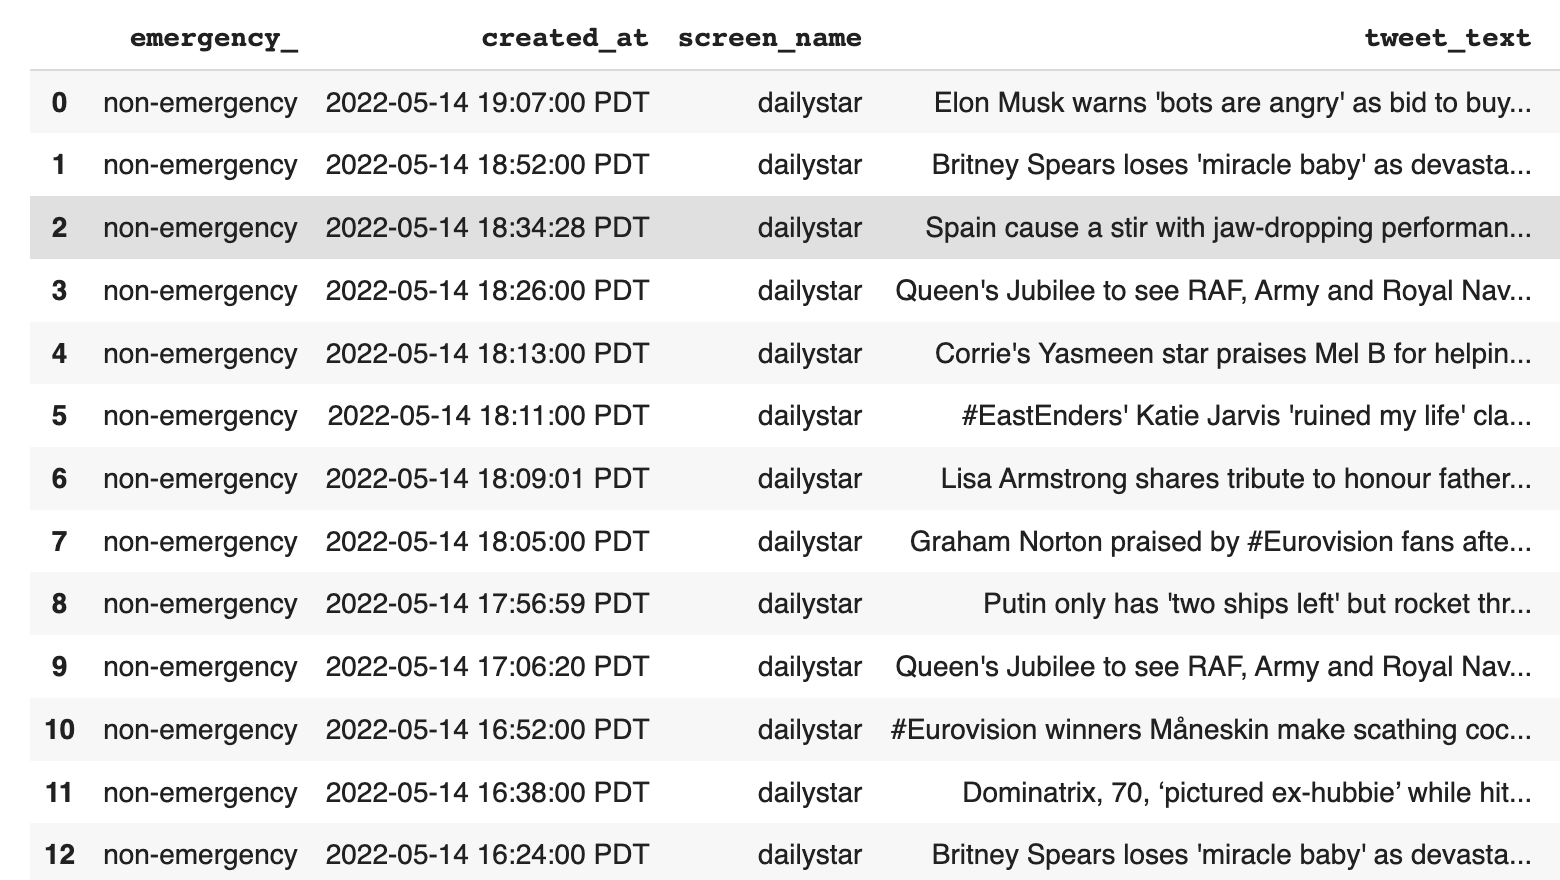 emergency_ created_at screen_name tweet_text
0 non-emergency 2022-05-14 19:07:00 PDT dailystar Elon Musk warns 'bots are angry' as bid to buy...
1 non-emergency 2022-05-14 18:52:00 PDT dailystar Britney Spears loses 'miracle baby' as devasta...
2 non-emergency 2022-05-14 18:34:28 PDT dailystar Spain cause a stir with jaw-dropping performan...
3 non-emergency 2022-05-14 18:26:00 PDT dailystar Queen's Jubilee to see RAF, Army and Royal Nav...
4 non-emergency 2022-05-14 18:13:00 PDT dailystar Corrie's Yasmeen star praises Mel B for helpin...
5 non-emergency 2022-05-14 18:11:00 PDT dailystar #EastEnders' Katie Jarvis 'ruined my life' cla...
6 non-emergency 2022-05-14 18:09:01 PDT dailystar Lisa Armstrong shares tribute to honour father...
7 non-emergency 2022-05-14 18:05:00 PDT dailystar Graham Norton praised by #Eurovision fans afte...
8 non-emergency 2022-05-14 17:56:59 PDT dailystar Putin only has 'two ships left' but rocket thr...
9 non-emergency 2022-05-14 17:06:20 PDT dailystar Queen's Jubilee to see RAF, Army and Royal Nav...
10 non-emergency 2022-05-14 16:52:00 PDT dailystar #Eurovision winners Måneskin make scathing coc...
11 non-emergency 2022-05-14 16:38:00 PDT dailystar Dominatrix, 70, ‘pictured ex-hubbie’ while hit...
12 non-emergency 2022-05-14 16:24:00 PDT dailystar Britney Spears loses 'miracle baby' as devasta...